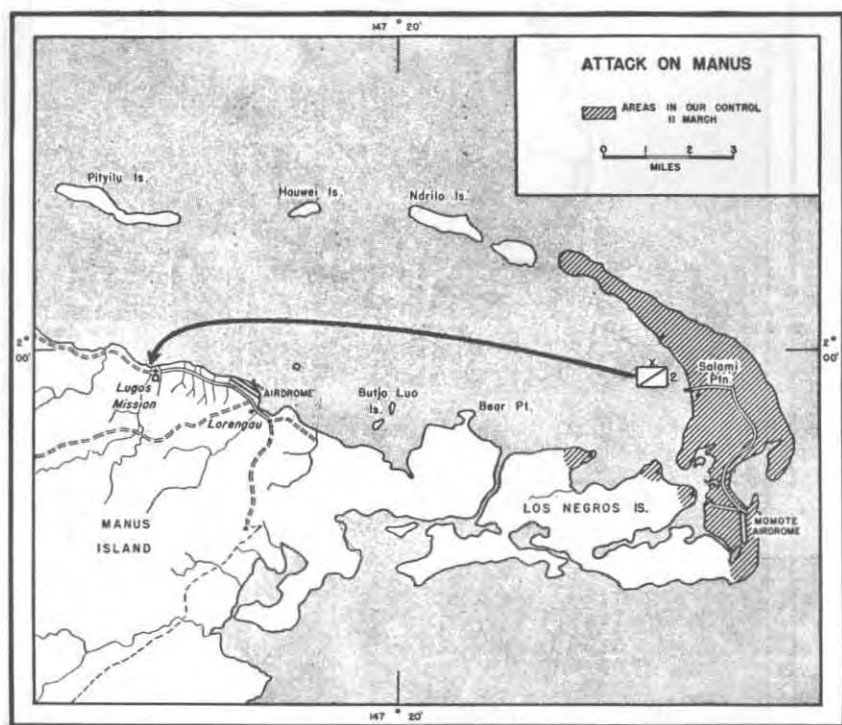 147 ° 20'
ATTACK ON MANUS
AREAS IN OUR CONTROL
11 MARCH
0 1 2 3
MILES
Pityilu Is.
Hauwei Is.
Ndrilo Is.
2° 00'
2° 00'
X
2
Salami
Ptn
Lugos
Mission
AIRDROME
Lorengau
Butjo Luo
Is.
Bear Pt.
LOS NEGROS IS.
MANUS
ISLAND
MOMOTE
AIRDROME
147 ° 20'